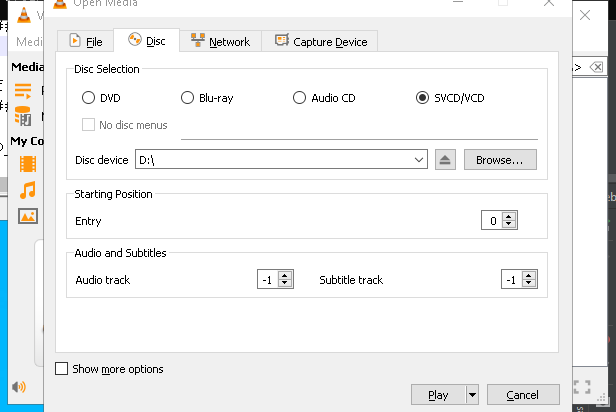 Open Media
File Disc Network Capture Device
Disc Selection
DVD Blu-ray Audio CD SVCD/VCD
No disc menus
Disc device D:\ Browse...
Starting Position
Entry 0
Audio and Subtitles
Audio track -1 Subtitle track -1
Show more options
Play Cancel
Media
My Co